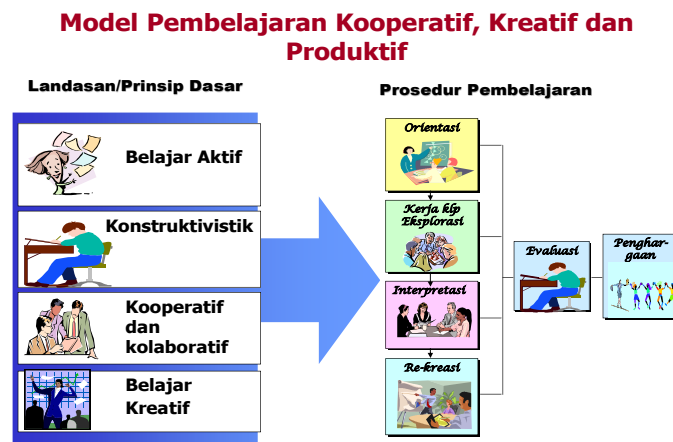 Model Pembelajaran Kooperatif, Kreatif dan
Produktif
Landasan/Prinsip Dasar
Belajar Aktif
Konstruktivistik
Kooperatif
dan
kolaboratif
Belajar
Kreatif
Prosedur Pembelajaran
Orientasi
Kerja klp
Eksplorasi
Interpretasi
Re-kreasi
Evaluasi
Penghar-
gaan